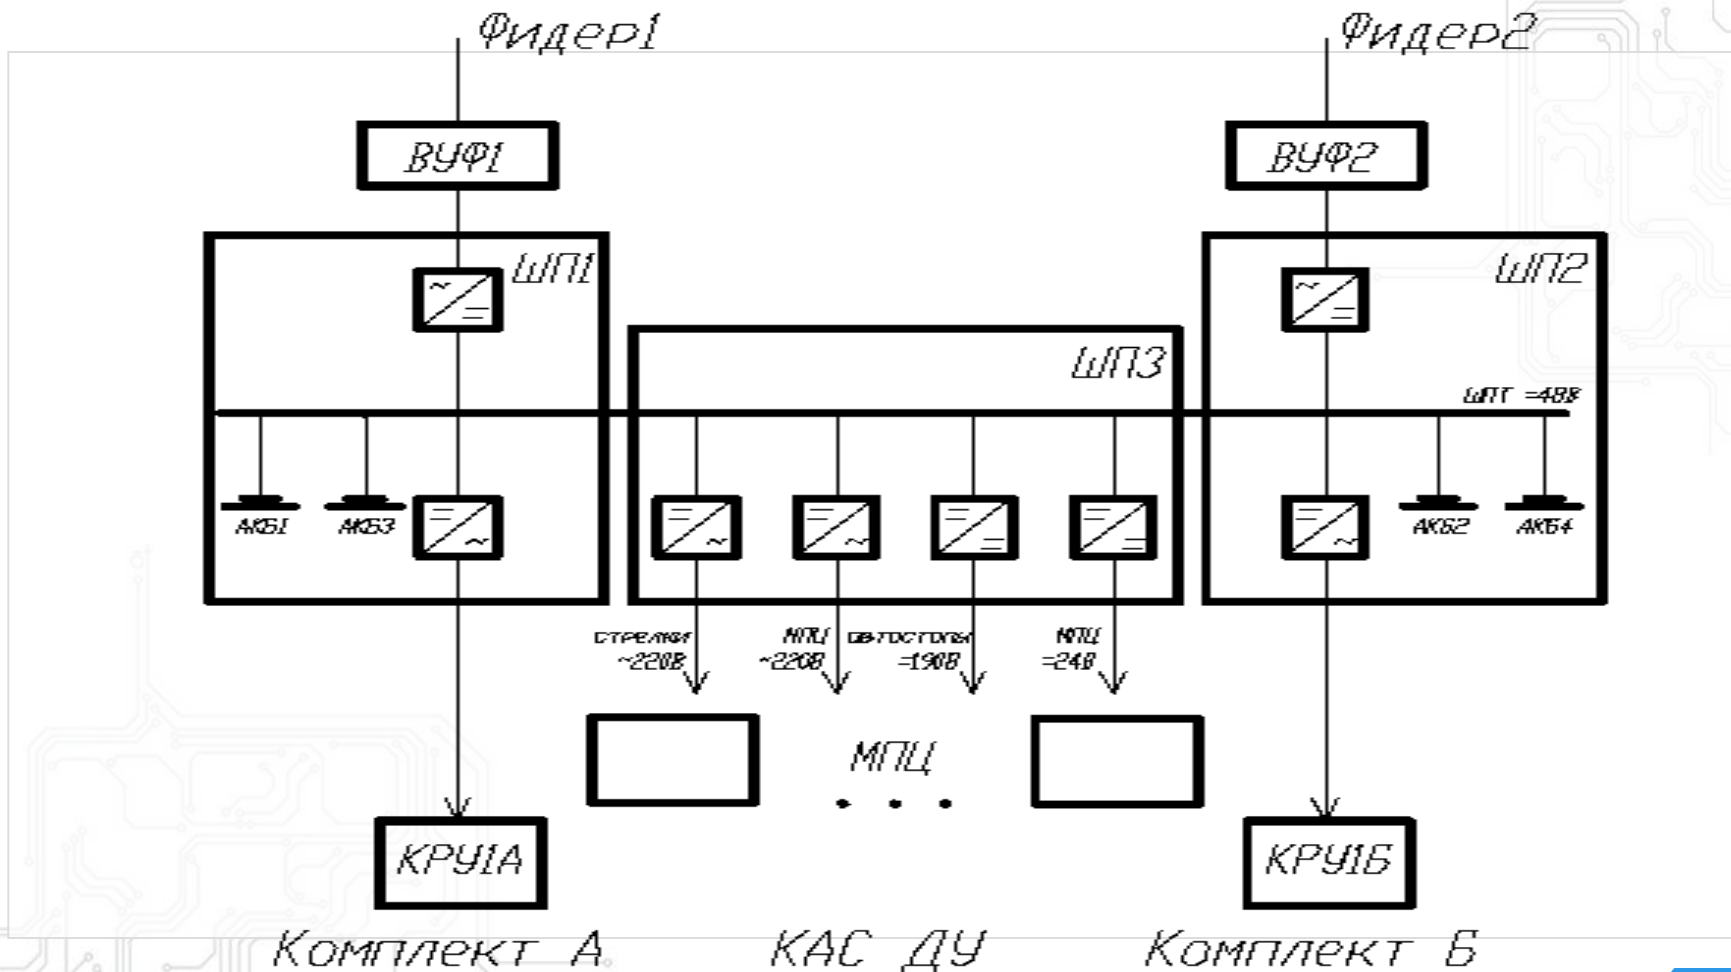 Фидер1
Фидер2
ВУФ1
ВУФ2
ШП1
ШП2
ШП3
ШПТ =48В
АКБ1
АКБ3
АКБ2
АКБ4
стрелки
~220В
МПЦ
~220В
автостопы
=190В
МПЦ
=24В
МПЦ
• • •
КРУ1А
КРУ1Б
Комплект А
КАС ДУ
Комплект Б